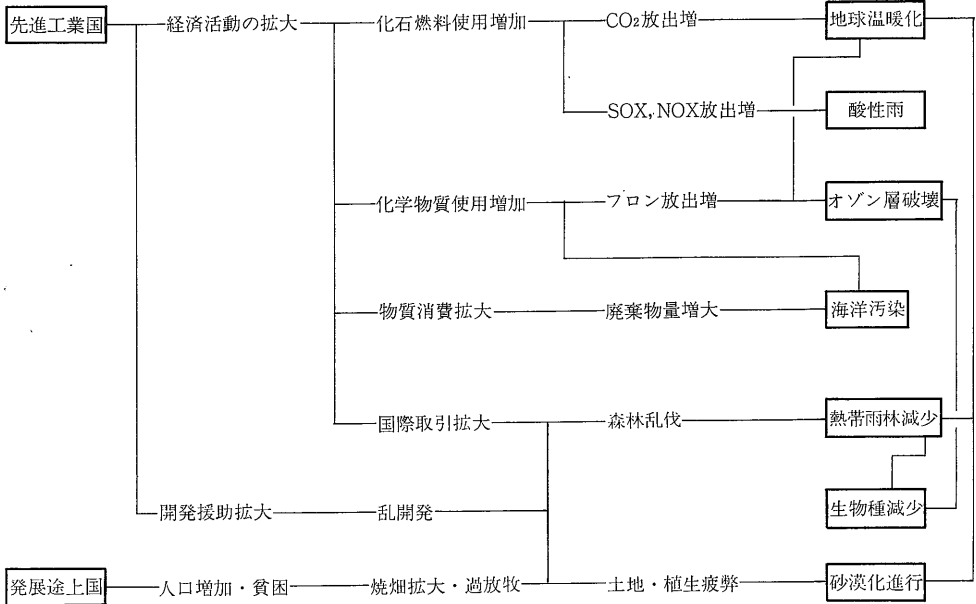 先進工業国 経済活動の拡大 化石燃料使用増加 CO₂放出増 地球温暖化
SOX, NOX放出増 酸性雨
化学物質使用増加 フロン放出増 オゾン層破壊
物質消費拡大 廃棄物量増大 海洋汚染
国際取引拡大 森林乱伐 熱帯雨林減少
開発援助拡大 乱開発 生物種減少
発展途上国 人口増加・貧困 焼畑拡大・過放牧 土地・植生疲弊 砂漠化進行